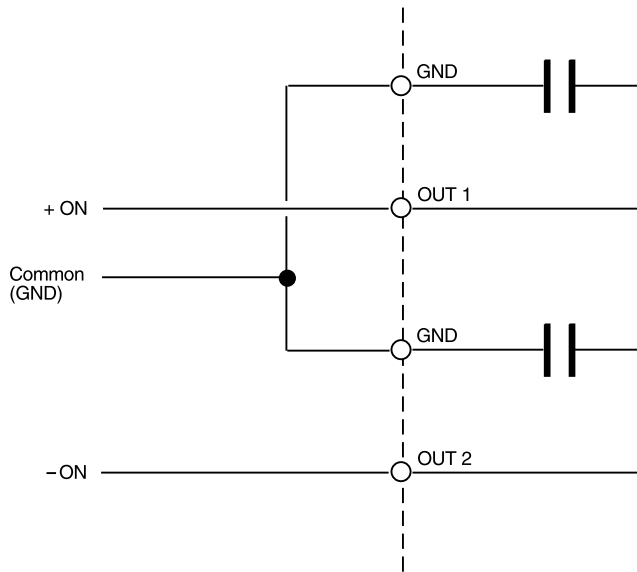 GND
OUT 1
+ ON
Common
(GND)
GND
OUT 2
− ON